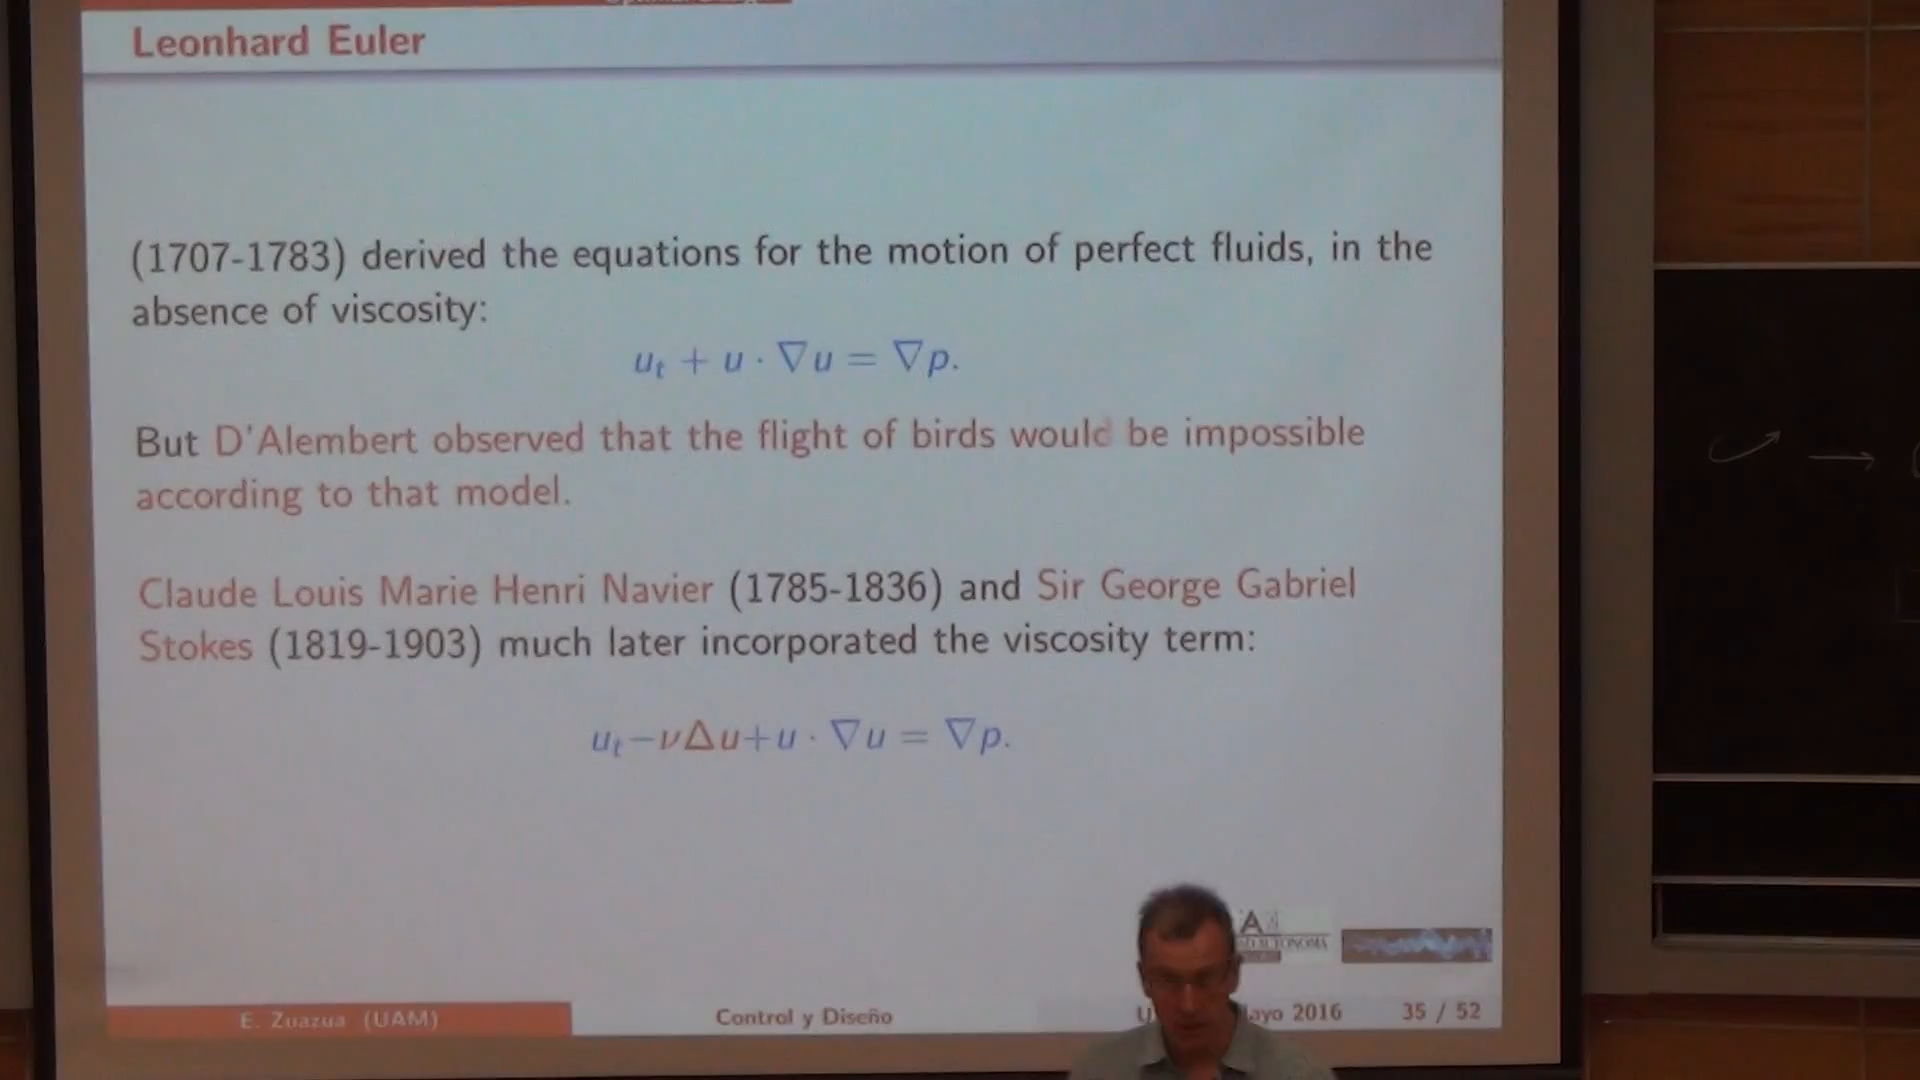 Leonhard Euler
(1707-1783) derived the equations for the motion of perfect fluids, in the
absence of viscosity:
uₜ + u · ∇u = ∇p.
But D'Alembert observed that the flight of birds would be impossible
according to that model.
Claude Louis Marie Henri Navier (1785-1836) and Sir George Gabriel
Stokes (1819-1903) much later incorporated the viscosity term:
uₜ−νΔu+u · ∇u = ∇p.
E. Zuazua (UAM)
Control y Diseño
2016
35 / 52